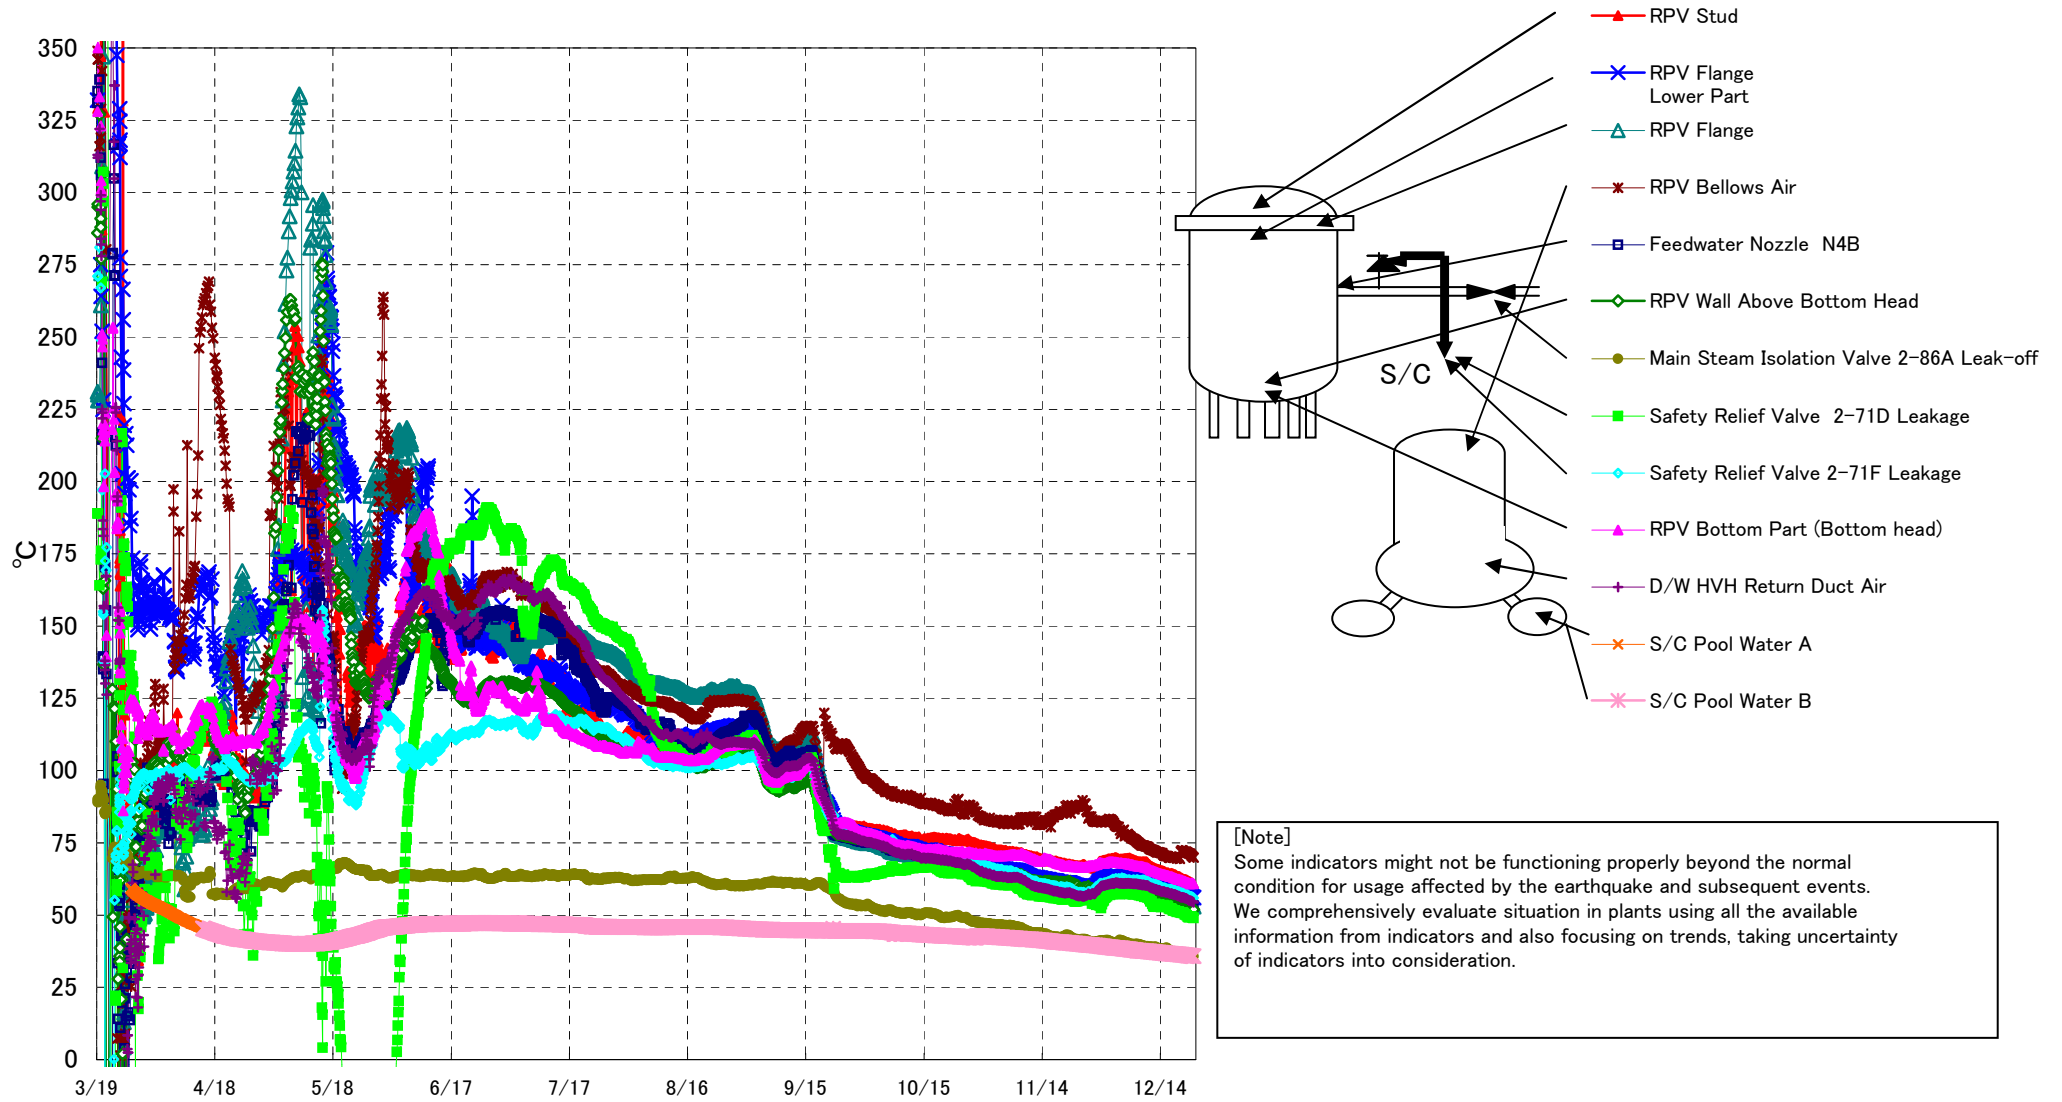 350
325
300
275
250
225
200
175
150
125
100
75
50
25
0
℃
3/19 4/18 5/18 6/17 7/17 8/16 9/15 10/15 11/14 12/14
S/C
RPV Stud
RPV Flange
Lower Part
RPV Flange
RPV Bellows Air
Feedwater Nozzle N4B
RPV Wall Above Bottom Head
Main Steam Isolation Valve 2-86A Leak-off
Safety Relief Valve 2-71D Leakage
Safety Relief Valve 2-71F Leakage
RPV Bottom Part (Bottom head)
D/W HVH Return Duct Air
S/C Pool Water A
S/C Pool Water B
[Note]
Some indicators might not be functioning properly beyond the normal
condition for usage affected by the earthquake and subsequent events.
We comprehensively evaluate situation in plants using all the available
information from indicators and also focusing on trends, taking uncertainty
of indicators into consideration.